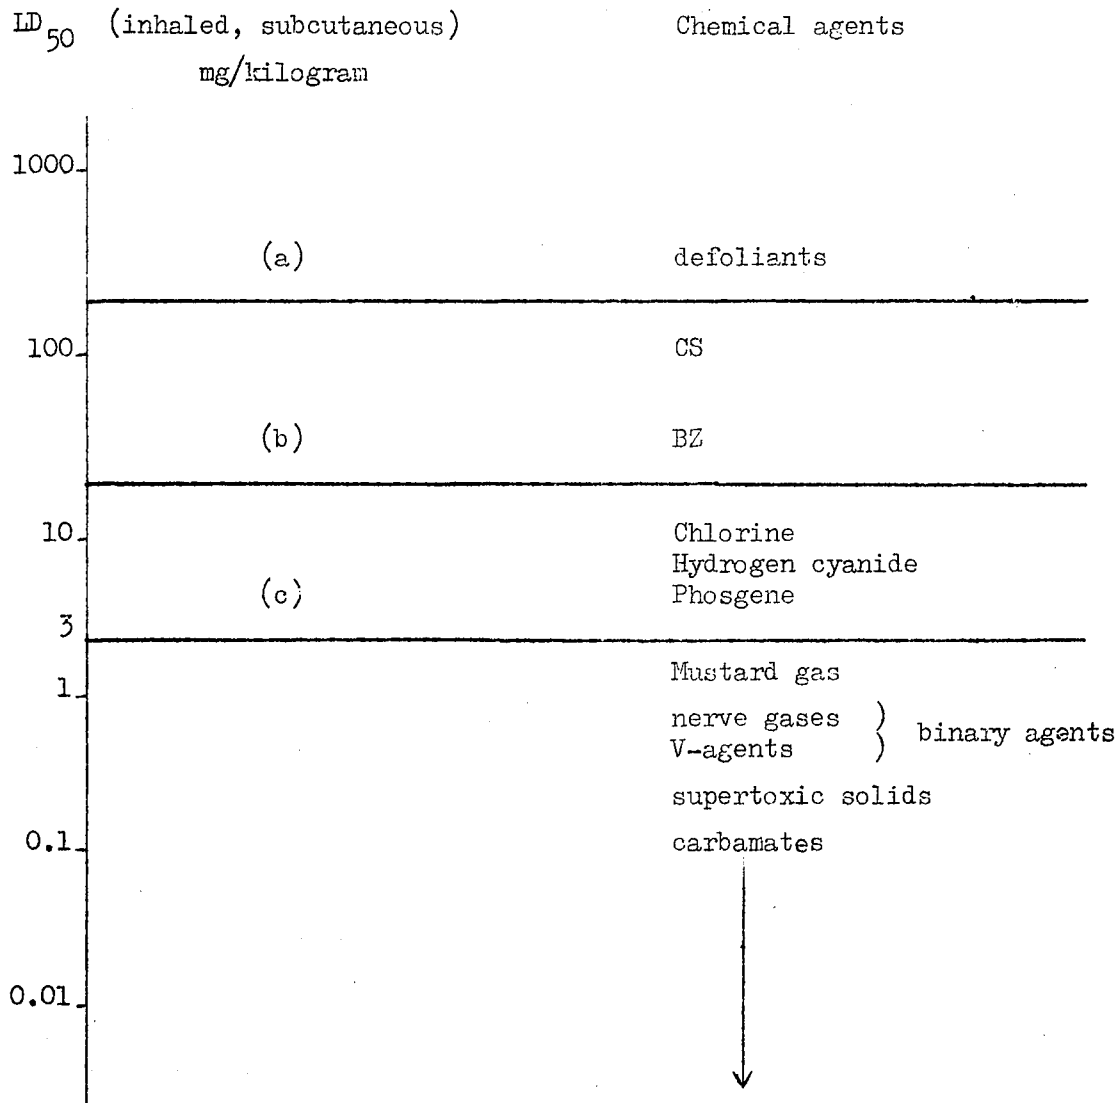 LD50 (inhaled, subcutaneous) Chemical agents
mg/kilogram
1000
(a) defoliants
100 CS
(b) BZ
10 Chlorine
Hydrogen cyanide
(c) Phosgene
3
Mustard gas
1
nerve gases ) binary agents
V-agents )
supertoxic solids
0.1 carbamates
0.01